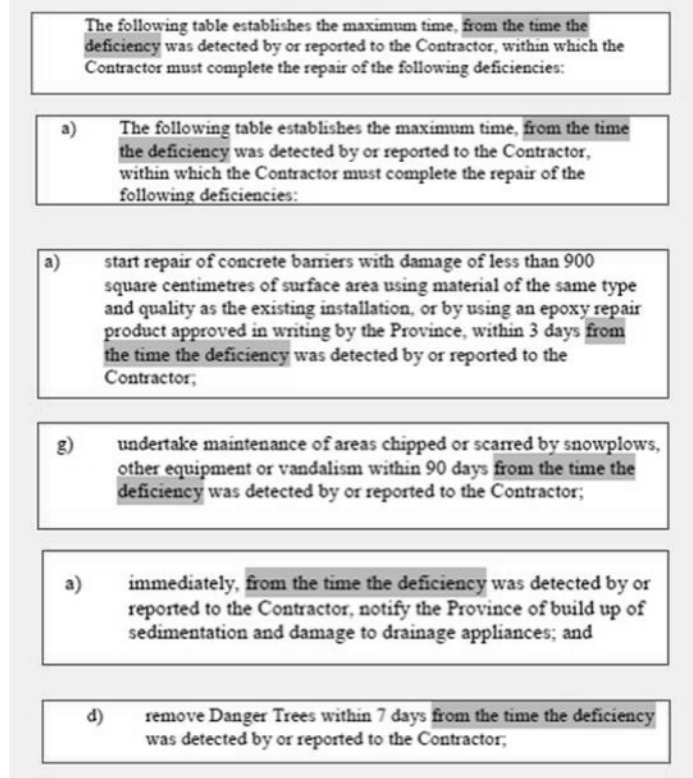 The following table establishes the maximum time, from the time the
deficiency was detected by or reported to the Contractor, within which the
Contractor must complete the repair of the following deficiencies:
a) The following table establishes the maximum time, from the time
the deficiency was detected by or reported to the Contractor,
within which the Contractor must complete the repair of the
following deficiencies:
a) start repair of concrete barriers with damage of less than 900
square centimetres of surface area using material of the same type
and quality as the existing installation, or by using an epoxy repair
product approved in writing by the Province, within 3 days from
the time the deficiency was detected by or reported to the
Contractor;
g) undertake maintenance of areas chipped or scarred by snowplows,
other equipment or vandalism within 90 days from the time the
deficiency was detected by or reported to the Contractor;
a) immediately, from the time the deficiency was detected by or
reported to the Contractor, notify the Province of build up of
sedimentation and damage to drainage appliances; and
d) remove Danger Trees within 7 days from the time the deficiency
was detected by or reported to the Contractor;